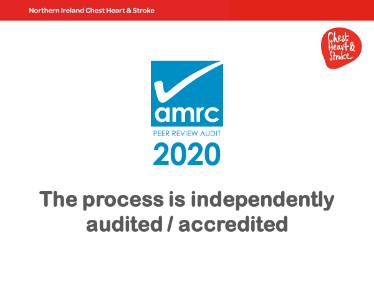 Northern Ireland Chest Heart & Stroke
Chest
Heart &
Stroke
amrc
PEER REVIEW AUDIT
2020
The process is independently
audited / accredited